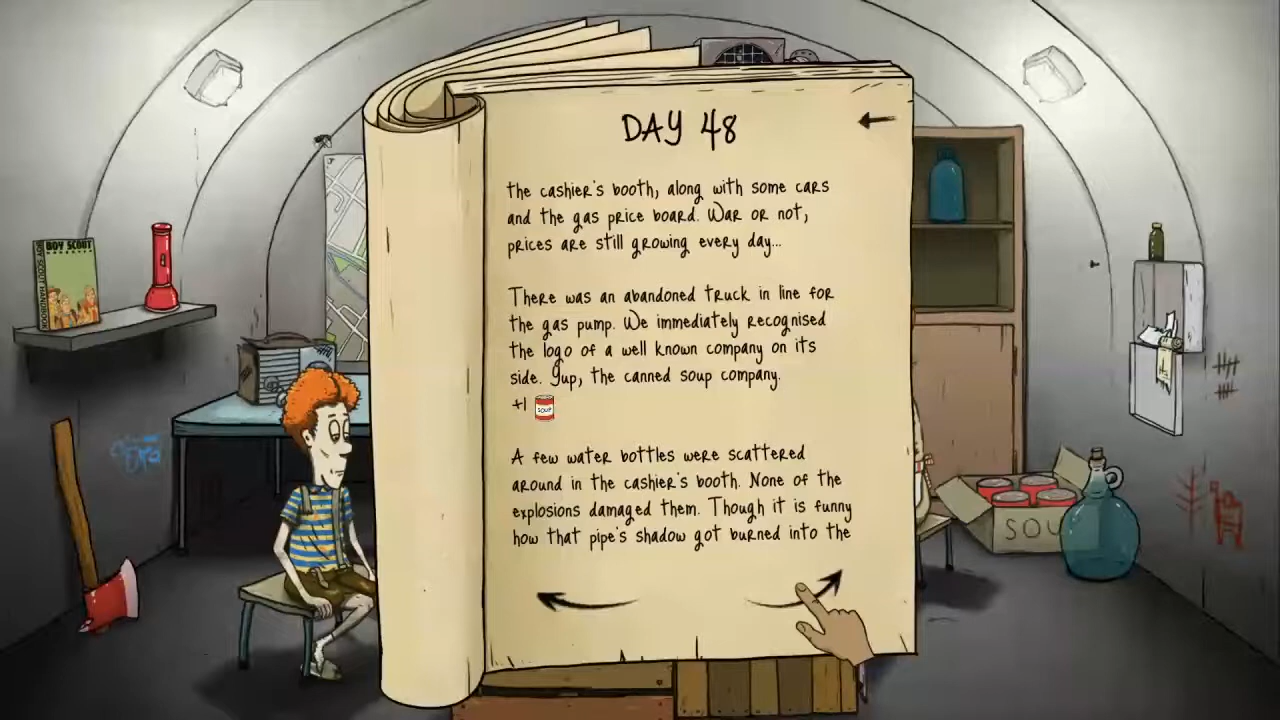 DAY 48
the cashier's booth, along with some cars
and the gas price board. War or not,
prices are still growing every day...
There was an abandoned truck in line for
the gas pump. We immediately recognised
the logo of a well known company on its
side. Yup, the canned soup company.
+1 SOUP
A few water bottles were scattered
around in the cashier's booth. None of the
explosions damaged them. Though it is funny
how that pipe's shadow got burned into the
BOY SCOUT
BOY SCOUT HANDBOOK
SOU